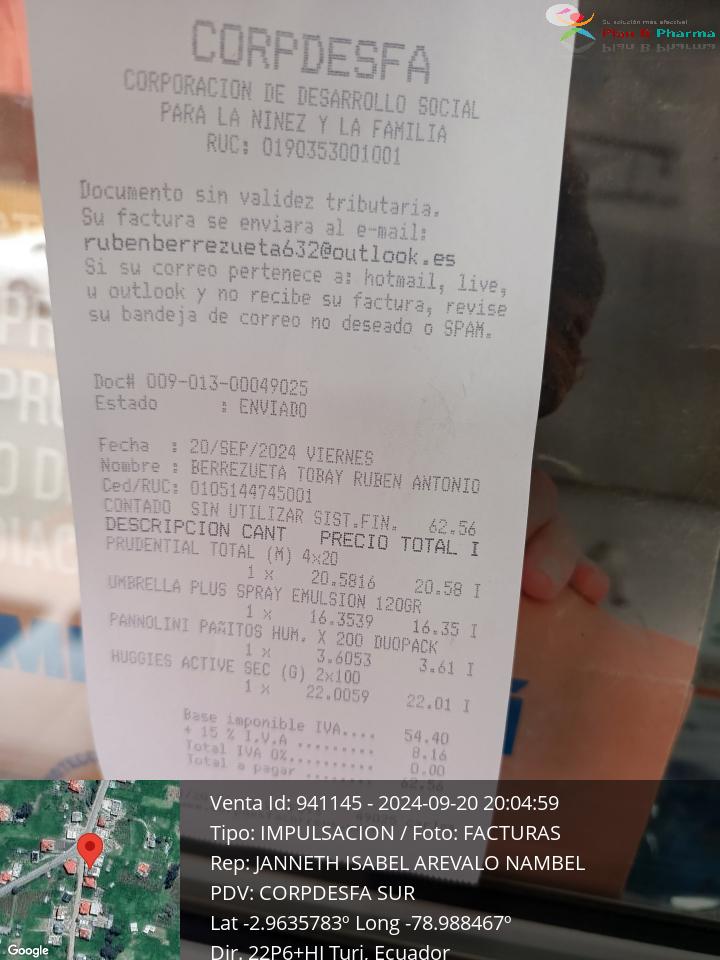 Su solución más efectiva!
Plan B Pharma
CORPDESFA
CORPORACION DE DESARROLLO SOCIAL
PARA LA NINEZ Y LA FAMILIA
RUC: 0190353001001
Documento sin validez tributaria.
Su factura se enviara al e-mail:
rubenberrezueta632@outlook.es
Si su correo pertenece a: hotmail, live,
u outlook y no recibe su factura, revise
su bandeja de correo no deseado o SPAM.
Doc# 009-013-00049025
Estado : ENVIADO
Fecha : 20/SEP/2024 VIERNES
Nombre : BERREZUETA TOBAY RUBEN ANTONIO
Ced/RUC: 0105144745001
CONTADO SIN UTILIZAR SIST.FIN. 62.56
DESCRIPCION CANT PRECIO TOTAL I
PRUDENTIAL TOTAL (M) 4x20
1 x 20.5816 20.58 I
UMBRELLA PLUS SPRAY EMULSION 120GR
1 x 16.3539 16.35 I
PANNOLINI PAÑITOS HUM. X 200 DUOPACK
1 x 3.6053 3.61 I
HUGGIES ACTIVE SEC (G) 2x100
1 x 22.0059 22.01 I
Base imponible IVA.... 54.40
+ 15 % I.V.A ......... 8.16
Total IVA 0%.......... 0.00
Total a pagar ........ 62.56
Venta Id: 941145 - 2024-09-20 20:04:59
Tipo: IMPULSACION / Foto: FACTURAS
Rep: JANNETH ISABEL AREVALO NAMBEL
PDV: CORPDESFA SUR
Lat -2.9635783º Long -78.988467º
Dir. 22P6+HJ Turi, Ecuador
Google